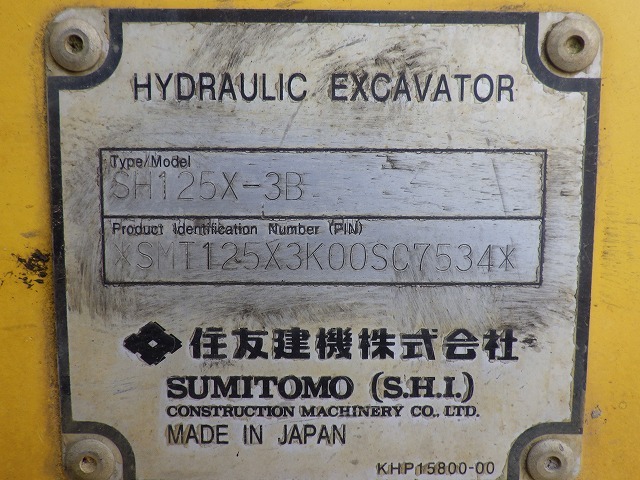 HYDRAULIC EXCAVATOR
Type/Model
SH125X-3B
Product Identification Number (PIN)
*SMT125X3K00SC7534*
住友建機株式会社
SUMITOMO (S.H.I.)
CONSTRUCTION MACHINERY CO., LTD.
MADE IN JAPAN
KHP15800-00